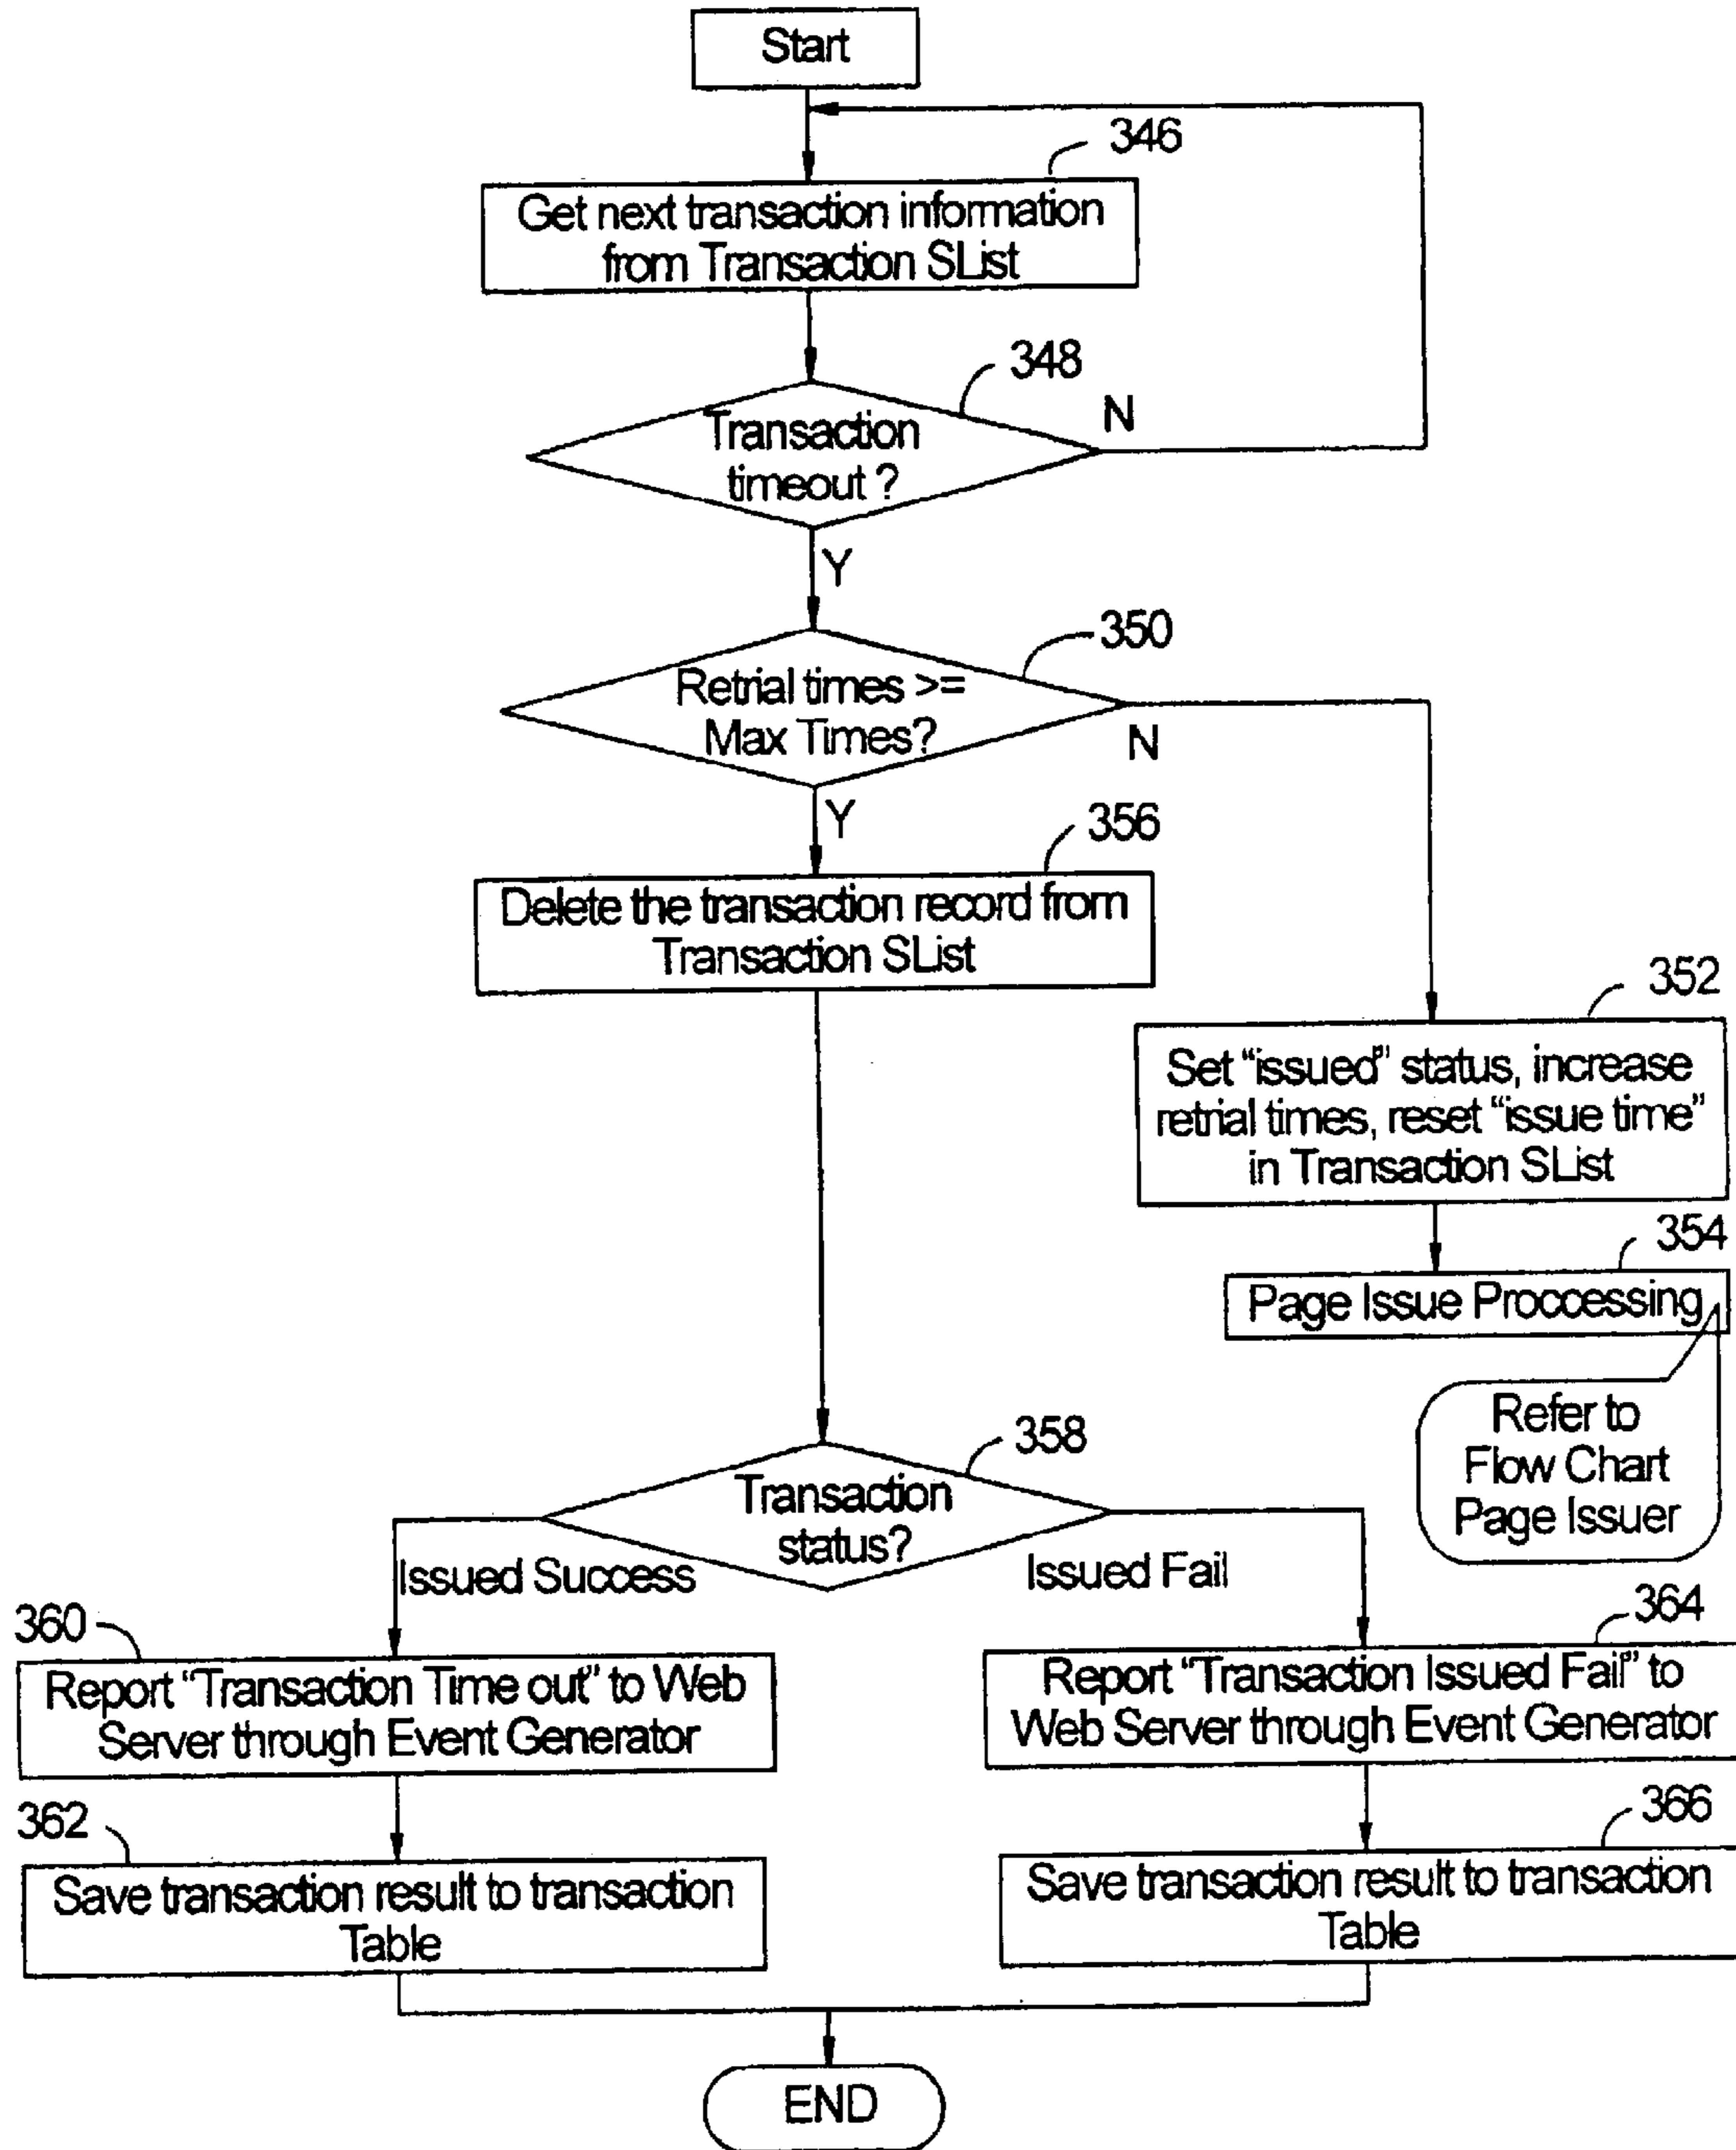 Start
346
Get next transaction information
from Transaction SList
348
Transaction
timeout ?
N
Y
350
Retrial times >=
Max Times?
N
Y
356
Delete the transaction record from
Transaction SList
352
Set “issued” status, increase
retrial times, reset “issue time”
in Transaction SList
354
Page Issue Proccessing
Refer to
Flow Chart
Page Issuer
358
Transaction
status?
Issued Success
Issued Fail
360
Report “Transaction Time out” to Web
Server through Event Generator
364
Report “Transaction Issued Fail” to
Web Server through Event Generator
362
Save transaction result to transaction
Table
366
Save transaction result to transaction
Table
END